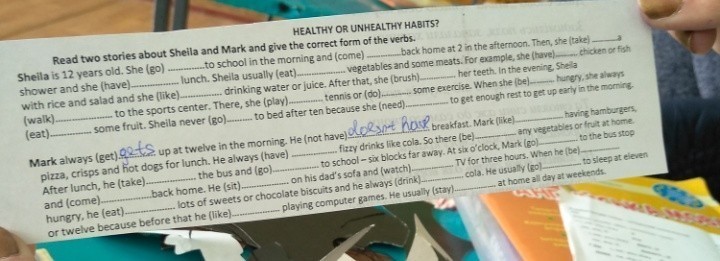 HEALTHY OR UNHEALTHY HABITS?
Read two stories about Sheila and Mark and give the correct form of the verbs.
Sheila is 12 years old. She (go) ............to school in the morning and (come) ............back home at 2 in the afternoon. Then, she (take) ............a
shower and she (have)............ lunch. Sheila usually (eat)............ vegetables and some meats. For example, she (have)............ chicken or fish
with rice and salad and she (like)............ drinking water or juice. After that, she (brush)............ her teeth. In the evening, Sheila
(walk)............ to the sports center. There, she (play)............ tennis or (do)............ some exercise. When she (be)............ hungry, she always
(eat)............ some fruit. Sheila never (go)............ to bed after ten because she (need)............ to get enough rest to get up early in the morning.
Mark always (get) gets up at twelve in the morning. He (not have) doesn't have breakfast. Mark (like)............ having hamburgers,
pizza, crisps and hot dogs for lunch. He always (have) ............ fizzy drinks like cola. So there (be)............ any vegetables or fruit at home.
After lunch, he (take)............ the bus and (go)............ to school – six blocks far away. At six o'clock, Mark (go)............ to the bus stop
and (come)............back home. He (sit)............ on his dad's sofa and (watch)............ TV for three hours. When he (be)............
hungry, he (eat)............ lots of sweets or chocolate biscuits and he always (drink)............ cola. He usually (go)............ to sleep at eleven
or twelve because before that he (like)............ playing computer games. He usually (stay)............ at home all day at weekends.